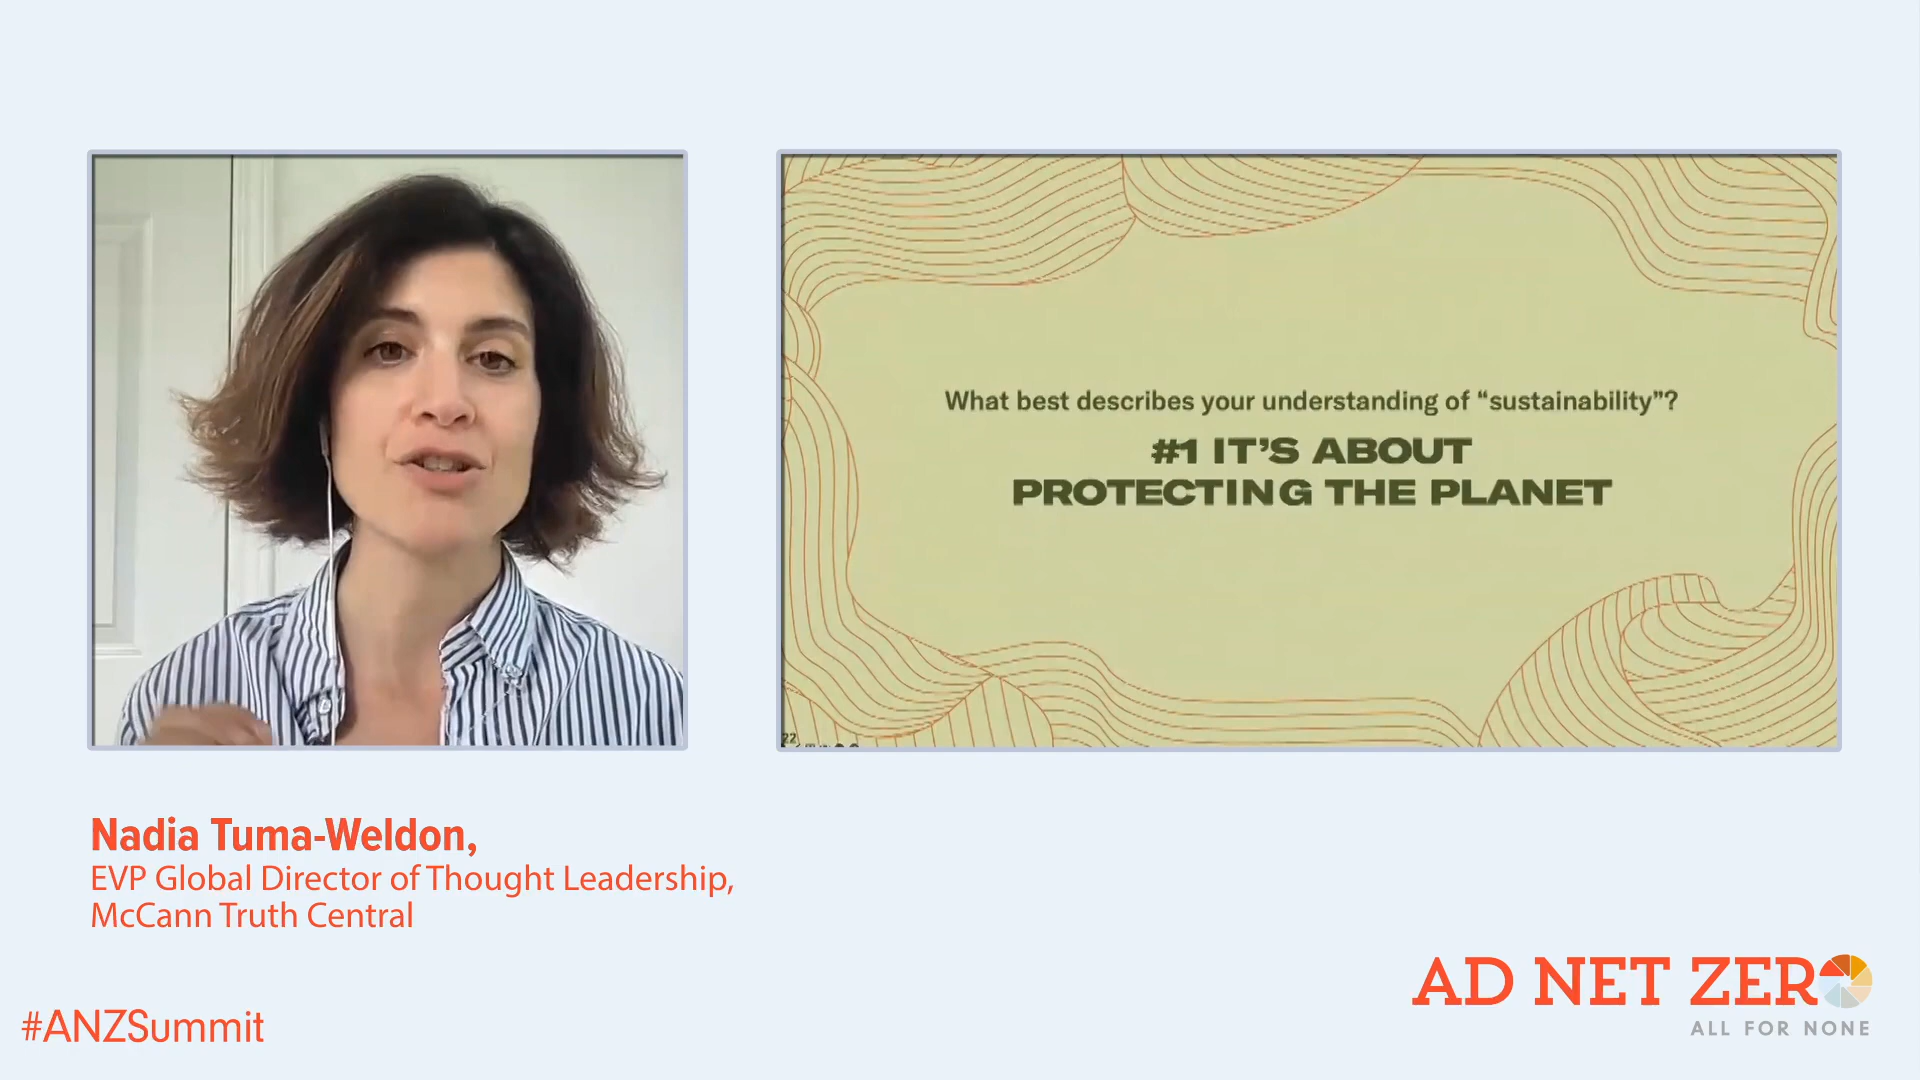 What best describes your understanding of “sustainability”?
#1 IT’S ABOUT
PROTECTING THE PLANET
22
Nadia Tuma-Weldon,
EVP Global Director of Thought Leadership,
McCann Truth Central
#ANZSummit
AD NET ZERO
ALL FOR NONE